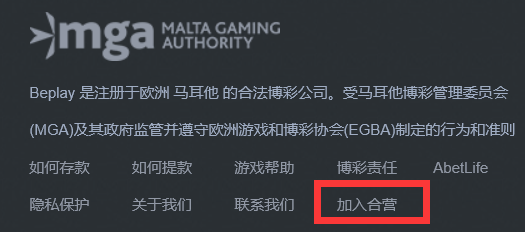 mga MALTA GAMING
AUTHORITY
Beplay 是注册于欧洲 马耳他 的合法博彩公司。受马耳他博彩管理委员会
(MGA)及其政府监管并遵守欧洲游戏和博彩协会(EGBA)制定的行为和准则
如何存款 如何提款 游戏帮助 博彩责任 AbetLife
隐私保护 关于我们 联系我们 加入合营